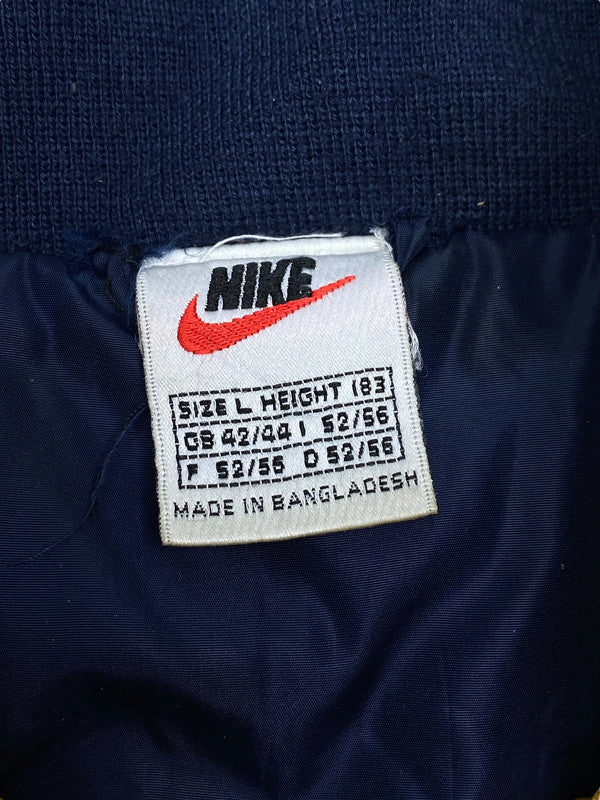 NIKE
SIZE L HEIGHT 183
GB 42/44 I 52/56
F 52/56 D 52/56
MADE IN BANGLADESH